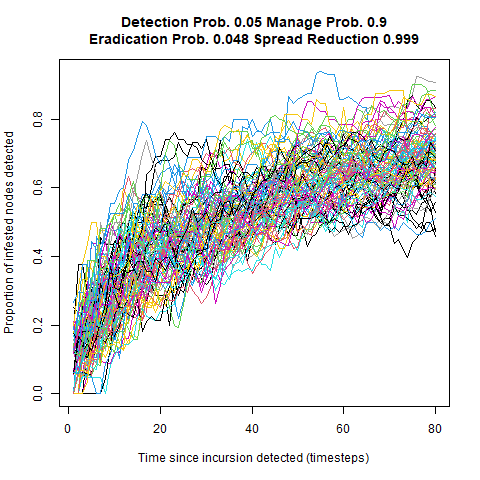 Detection Prob. 0.05 Manage Prob. 0.9
Eradication Prob. 0.048 Spread Reduction 0.999
Proportion of infested nodes detected
0.8
0.6
0.4
0.2
0.0
0 20 40 60 80
Time since incursion detected (timesteps)